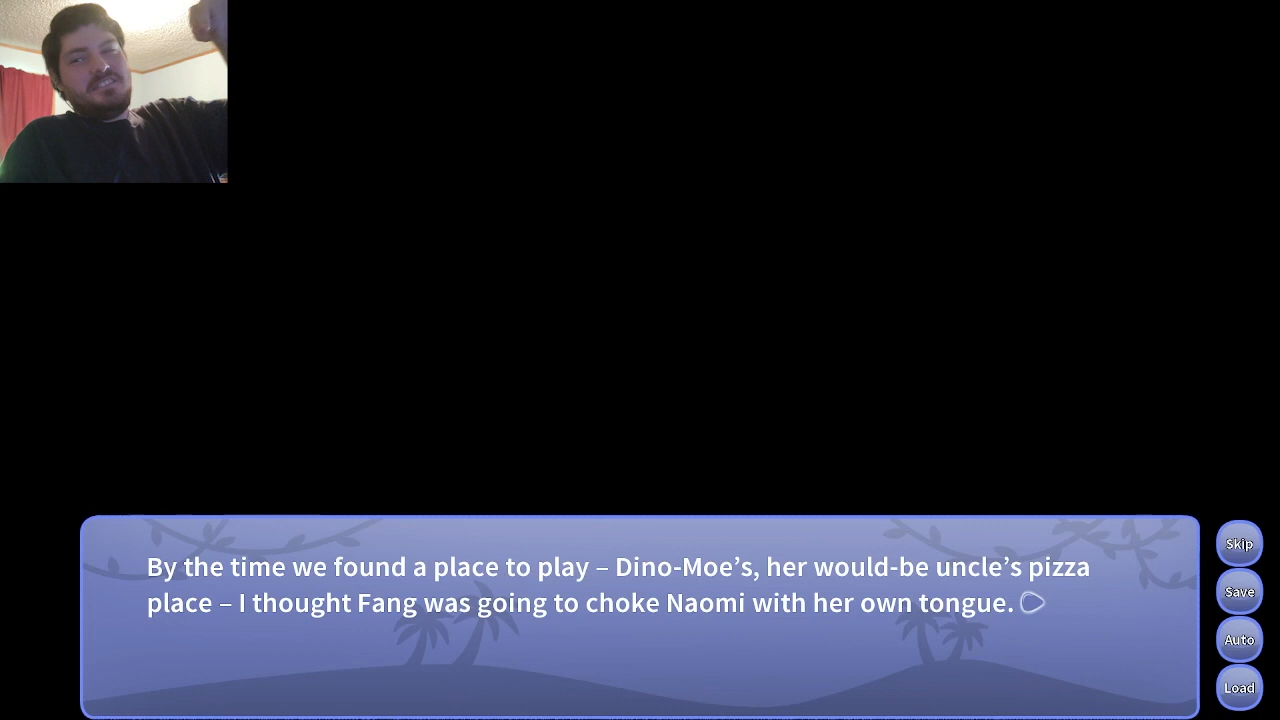 By the time we found a place to play – Dino-Moe’s, her would-be uncle’s pizza
place – I thought Fang was going to choke Naomi with her own tongue.
Skip
Save
Auto
Load